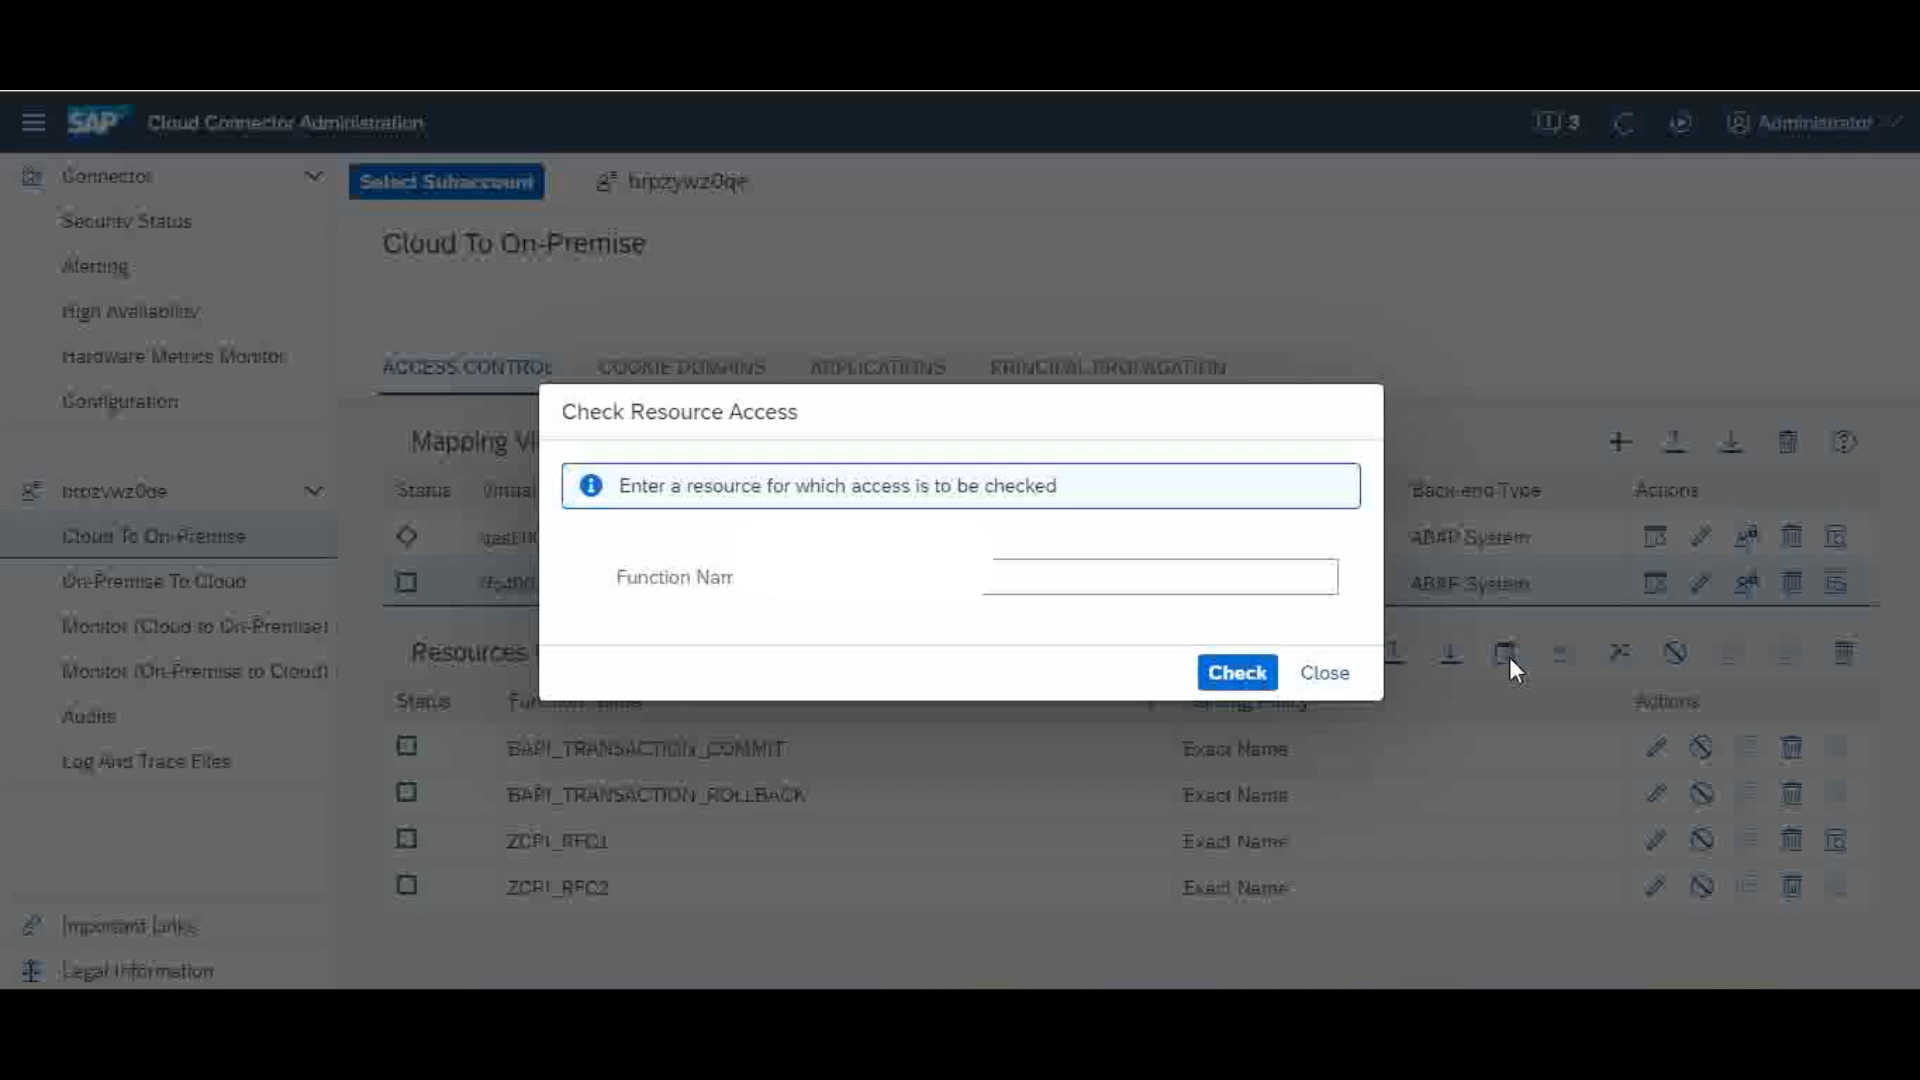 SAP Cloud Connector Administration 3 Administrator
Connector
Security Status
Alerting
High Availability
Hardware Metrics Monitor
Configuration
Cloud To On-Premise
On-Premise To Cloud
Monitor (Cloud to On-Premise)
Monitor (On-Premise to Cloud)
Audits
Log And Trace Files
Important Links
Legal Information
Select Subaccount hrpzywz0qe
Cloud To On-Premise
ACCESS CONTROL COOKIE DOMAINS APPLICATIONS PRINCIPAL PROPAGATION
Mapping Vi
Status Back-end Type Actions
ABAP System
ABAP System
Check Resource Access
Enter a resource for which access is to be checked
Function Nam
Check Close
Resources
Status Actions
BAPI_TRANSACTION_COMMIT Exact Name
BAPI_TRANSACTION_ROLLBACK Exact Name
ZCPI_RFC1 Exact Name
ZCPI_RFC2 Exact Name